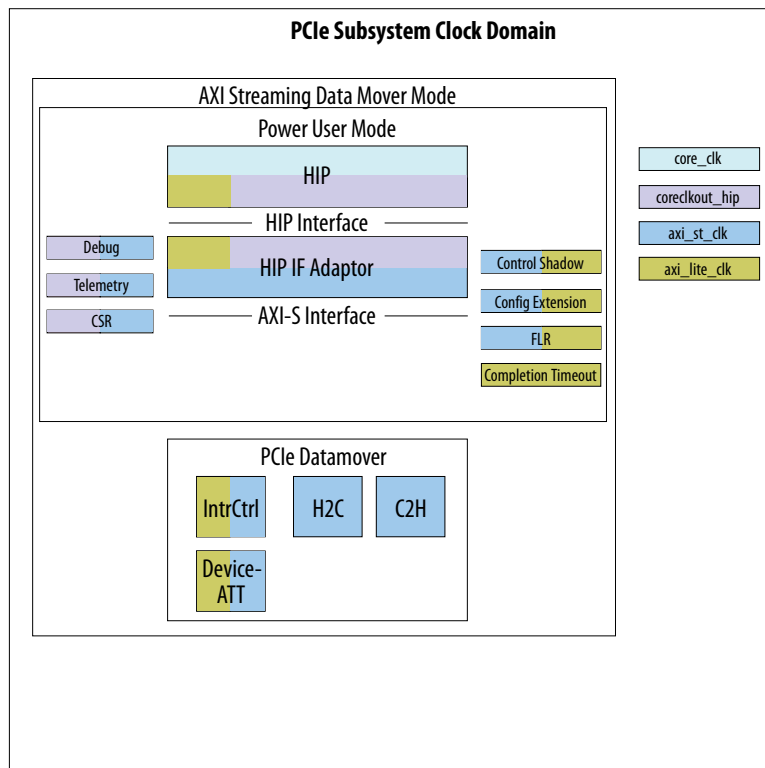 PCIe Subsystem Clock Domain
AXI Streaming Data Mover Mode
Power User Mode
HIP
HIP Interface
HIP IF Adaptor
AXI-S Interface
Debug
Telemetry
CSR
Control Shadow
Config Extension
FLR
Completion Timeout
PCIe Datamover
IntrCtrl
H2C
C2H
Device-
ATT
core_clk
coreclkout_hip
axi_st_clk
axi_lite_clk